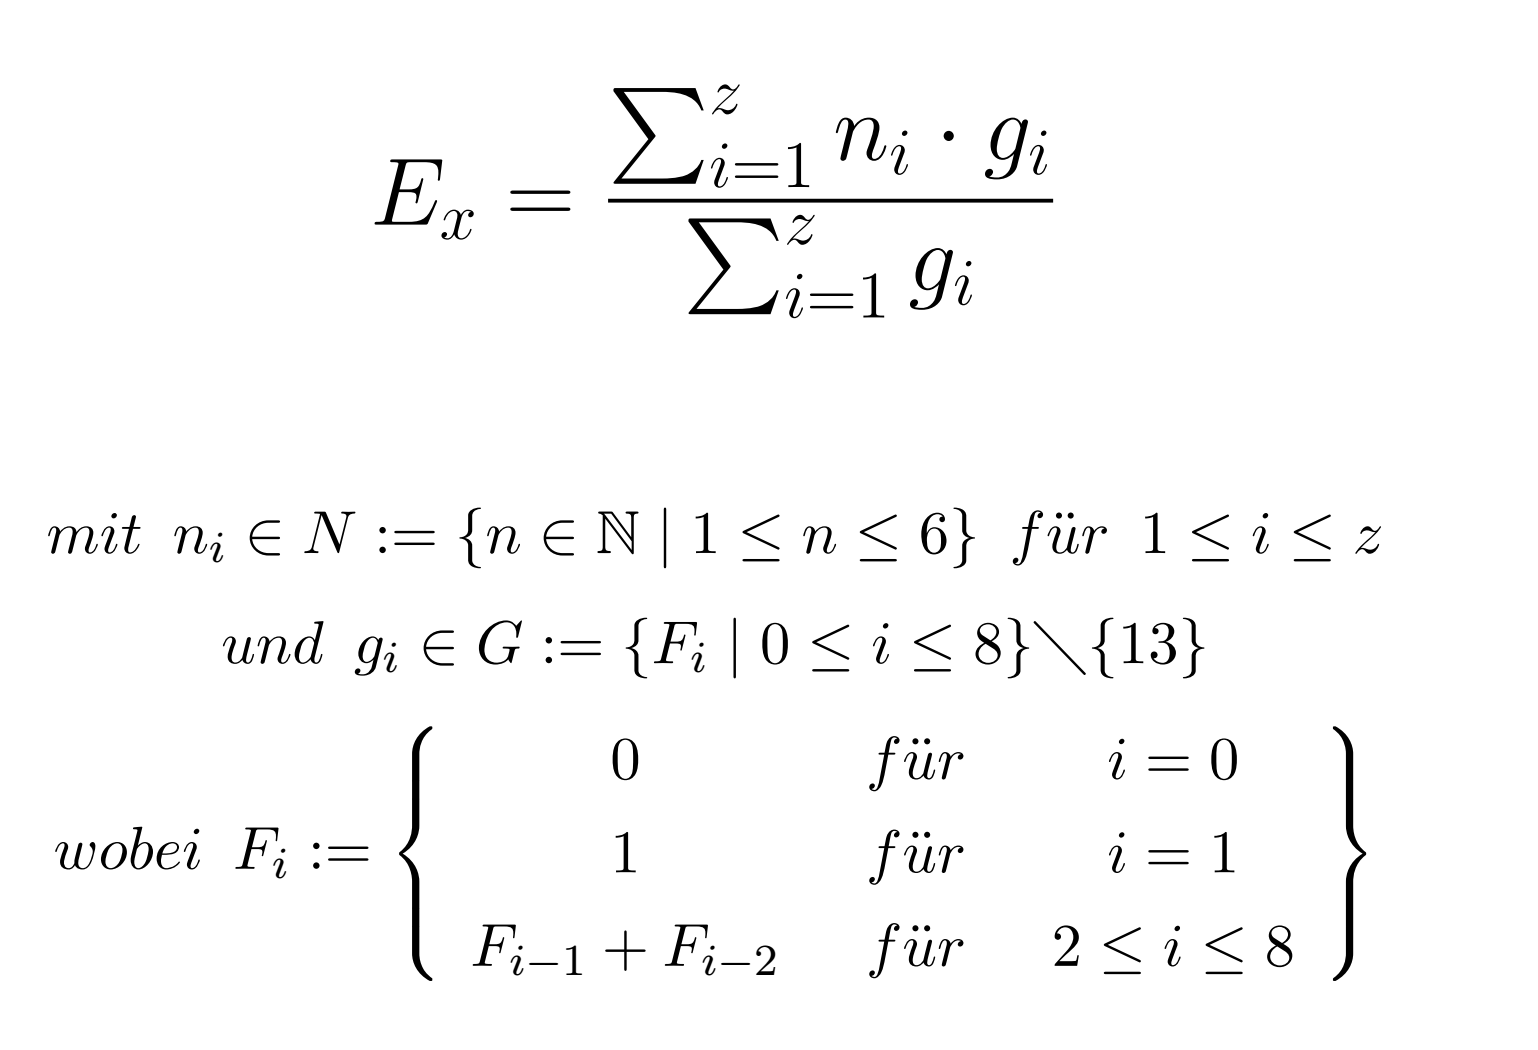 E_x = \frac{\sum_{i=1}^{z} n_i \cdot g_i}{\sum_{i=1}^{z} g_i}
mit n_i ∈ N := {n ∈ ℕ | 1 ≤ n ≤ 6} für 1 ≤ i ≤ z
und g_i ∈ G := {F_i | 0 ≤ i ≤ 8}\{13}
wobei F_i := {
0 für i = 0
1 für i = 1
F_{i−1} + F_{i−2} für 2 ≤ i ≤ 8
}